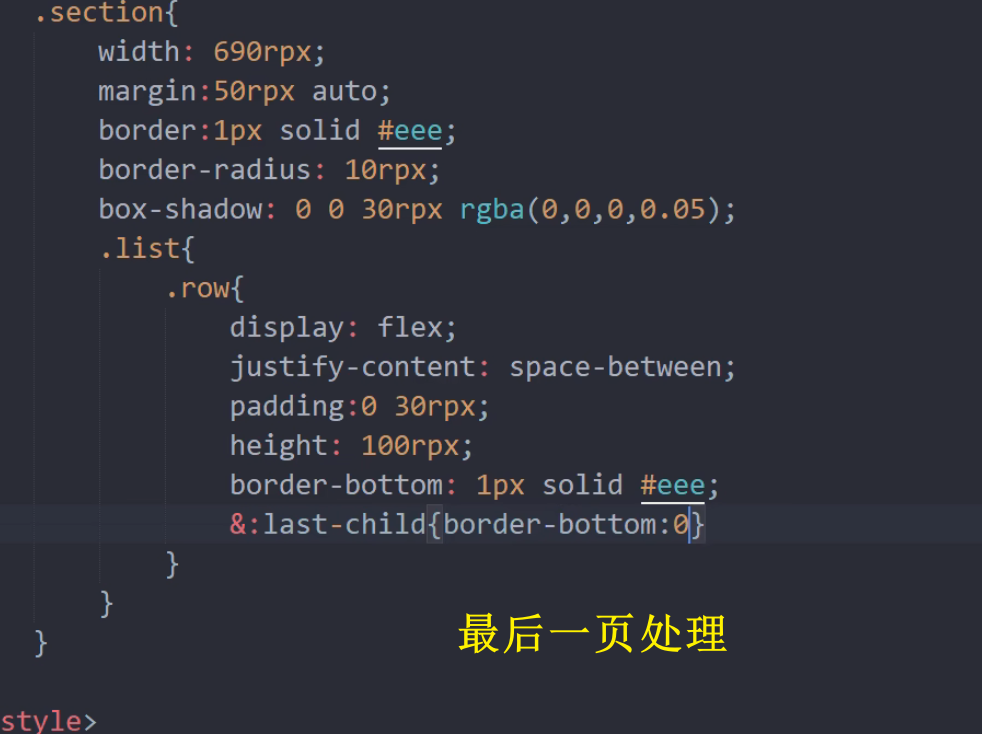 .section{
width: 690rpx;
margin:50rpx auto;
border:1px solid #eee;
border-radius: 10rpx;
box-shadow: 0 0 30rpx rgba(0,0,0,0.05);
.list{
.row{
display: flex;
justify-content: space-between;
padding:0 30rpx;
height: 100rpx;
border-bottom: 1px solid #eee;
&:last-child{border-bottom:0}
}
}
}
最后一页处理
style>